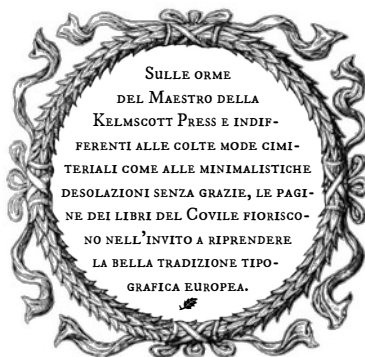 Sulle orme
del Maestro della
Kelmscott Press e indif-
ferenti alle colte mode cimi-
teriali come alle minimalistiche
desolazioni senza grazie, le pagi-
ne dei libri del Covile fiorisco-
no nell'invito a riprendere
la bella tradizione tipo-
grafica europea.